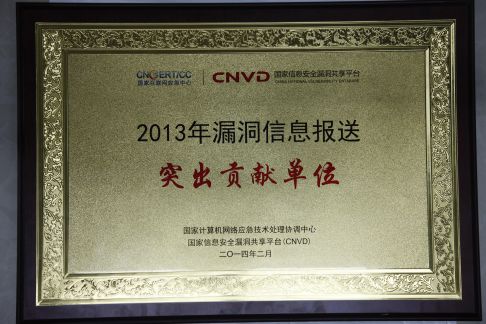 CNCERT/CC
国家互联网应急中心
CNVD 国家信息安全漏洞共享平台
CHINA NATIONAL VULNERABILITY DATABASE
2013年漏洞信息报送
突出贡献单位
国家计算机网络应急技术处理协调中心
国家信息安全漏洞共享平台(CNVD)
二〇一四年二月